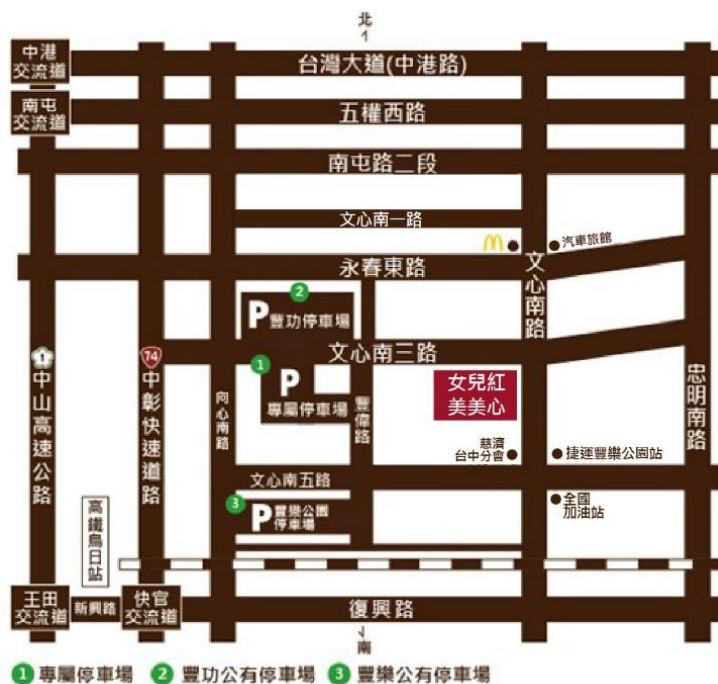 北
中港
交流道
台灣大道(中港路)
南屯
交流道
五權西路
南屯路二段
文心南一路
汽車旅館
永春東路
文心南路
2
P豐功停車場
文心南三路
1
74
1
P
專屬停車場
中山高速公路
中彰快速道路
向心南路
豐偉路
女兒紅
美美心
忠明南路
慈濟
台中分會
捷運豐樂公園站
文心南五路
3
P豐樂公園
停車場
全國
加油站
高鐵烏日站
王田
交流道
新興路
快官
交流道
復興路
南
1 專屬停車場 2 豐功公有停車場 3 豐樂公有停車場